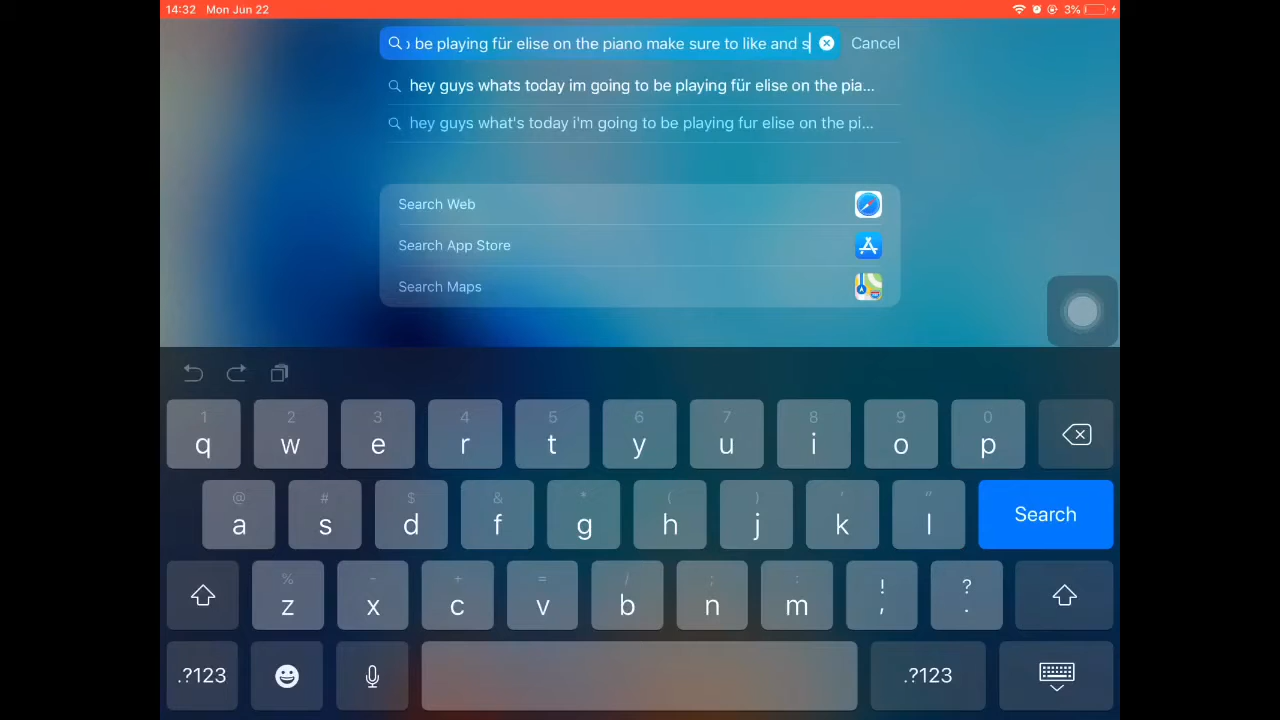 14:32 Mon Jun 22 3%
be playing für elise on the piano make sure to like and s Cancel
hey guys whats today im going to be playing für elise on the pia...
hey guys what's today i'm going to be playing fur elise on the pi...
Search Web
Search App Store
Search Maps
1 2 3 4 5 6 7 8 9 0
q w e r t y u i o p
@ # $ & * ( ) ' "
a s d f g h j k l Search
% - + = / ; : ! ?
z x c v b n m , .
.?123 .?123